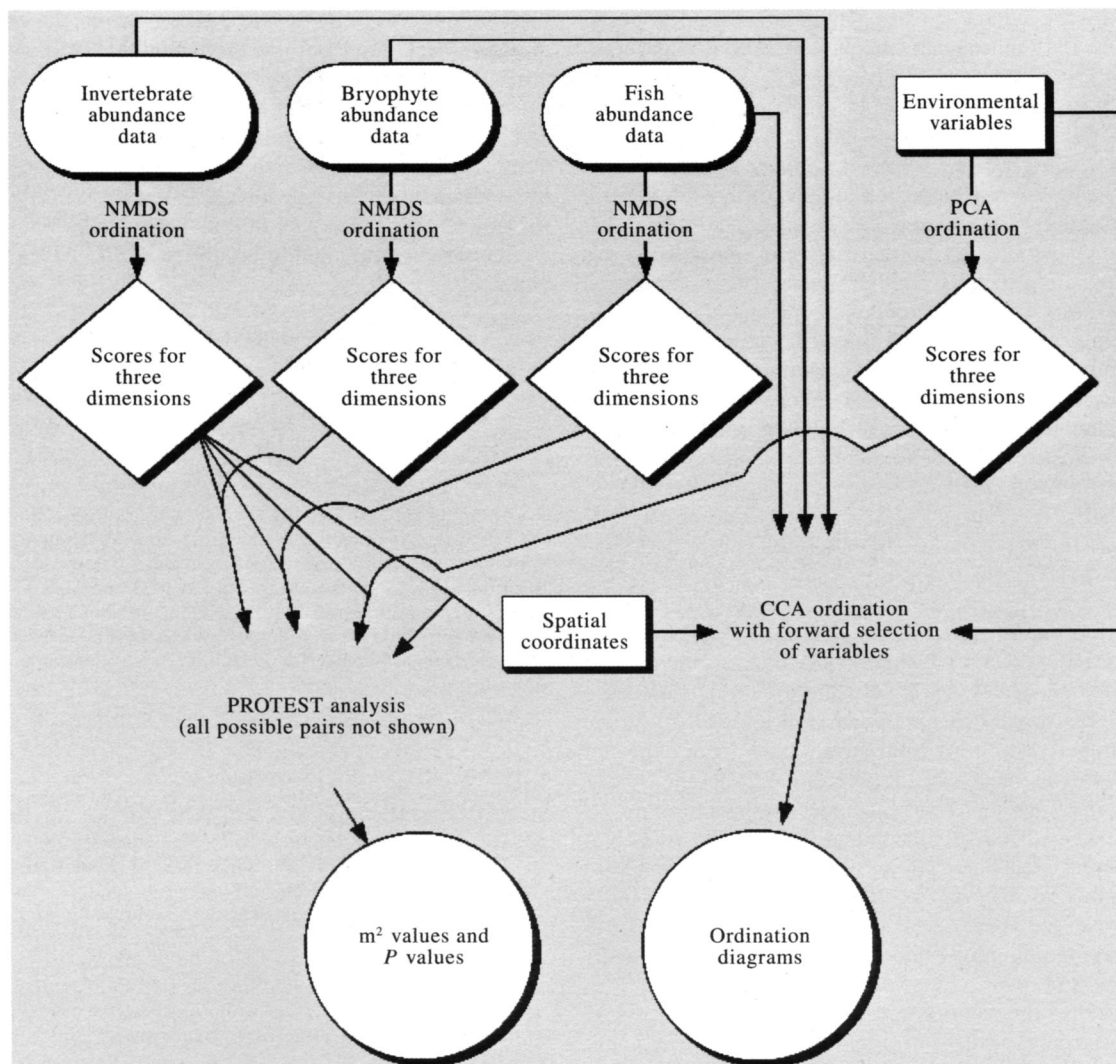 Invertebrate
abundance
data
Bryophyte
abundance
data
Fish
abundance
data
Environmental
variables
NMDS
ordination
NMDS
ordination
NMDS
ordination
PCA
ordination
Scores for
three
dimensions
Scores for
three
dimensions
Scores for
three
dimensions
Scores for
three
dimensions
Spatial
coordinates
CCA ordination
with forward selection
of variables
PROTEST analysis
(all possible pairs not shown)
m² values and
P values
Ordination
diagrams